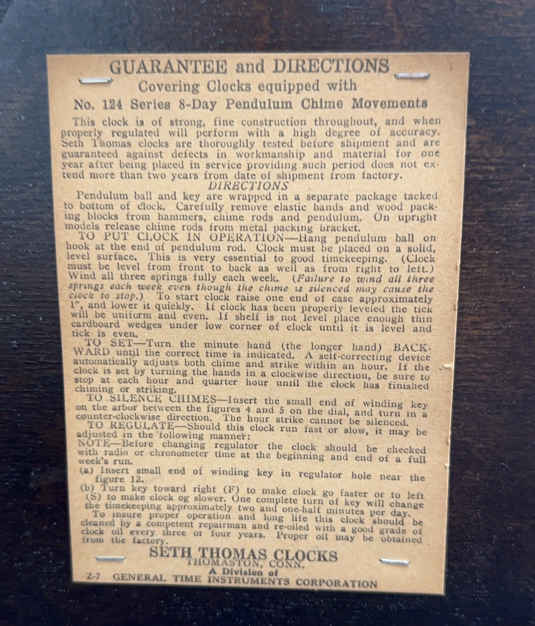 GUARANTEE and DIRECTIONS
Covering Clocks equipped with
No. 124 Series 8-Day Pendulum Chime Movements
This clock is of strong, fine construction throughout, and when
properly regulated will perform with a high degree of accuracy.
Seth Thomas clocks are thoroughly tested before shipment and are
guaranteed against defects in workmanship and material for one
year after being placed in service providing such period does not ex-
tend more than two years from date of shipment from factory.
DIRECTIONS
Pendulum ball and key are wrapped in a separate package tacked
to bottom of clock. Carefully remove elastic bands and wood pack-
ing blocks from hammers, chime rods and pendulum. On upright
models release chime rods from metal packing bracket.
TO PUT CLOCK IN OPERATION—Hang pendulum ball on
hook at the end of pendulum rod. Clock must be placed on a solid,
level surface. This is very essential to good timekeeping. (Clock
must be level from front to back as well as from right to left.)
Wind all three springs fully each week. (Failure to wind all three
springs each week even though the chime is silenced may cause the
clock to stop.) To start clock raise one end of case approximately
1", and lower it quickly. If clock has been properly leveled the tick
will be uniform and even. If shelf is not level place enough thin
cardboard wedges under low corner of clock until it is level and
tick is even.
TO SET—Turn the minute hand (the longer hand) BACK-
WARD until the correct time is indicated. A self-correcting device
automatically adjusts both chime and strike within an hour. If the
clock is set by turning the hands in a clockwise direction, be sure to
stop at each hour and quarter hour until the clock has finished
chiming or striking.
TO SILENCE CHIMES—Insert the small end of winding key
on the arbor between the figures 4 and 5 on the dial, and turn in a
counter-clockwise direction. The hour strike cannot be silenced.
TO REGULATE—Should this clock run fast or slow, it may be
adjusted in the following manner:
NOTE—Before changing regulator the clock should be checked
with radio or chronometer time at the beginning and end of a full
week's run.
(a) Insert small end of winding key in regulator hole near the
figure 12.
(b) Turn key toward right (F) to make clock go faster or to left
(S) to make clock go slower. One complete turn of key will change
the timekeeping approximately two and one-half minutes per day.
To insure proper operation and long life this clock should be
cleaned by a competent repairman and re-oiled with a good grade of
clock oil every three or four years. Proper oil may be obtained
from the factory.
SETH THOMAS CLOCKS
THOMASTON, CONN.
A Division of
Z-7 GENERAL TIME INSTRUMENTS CORPORATION